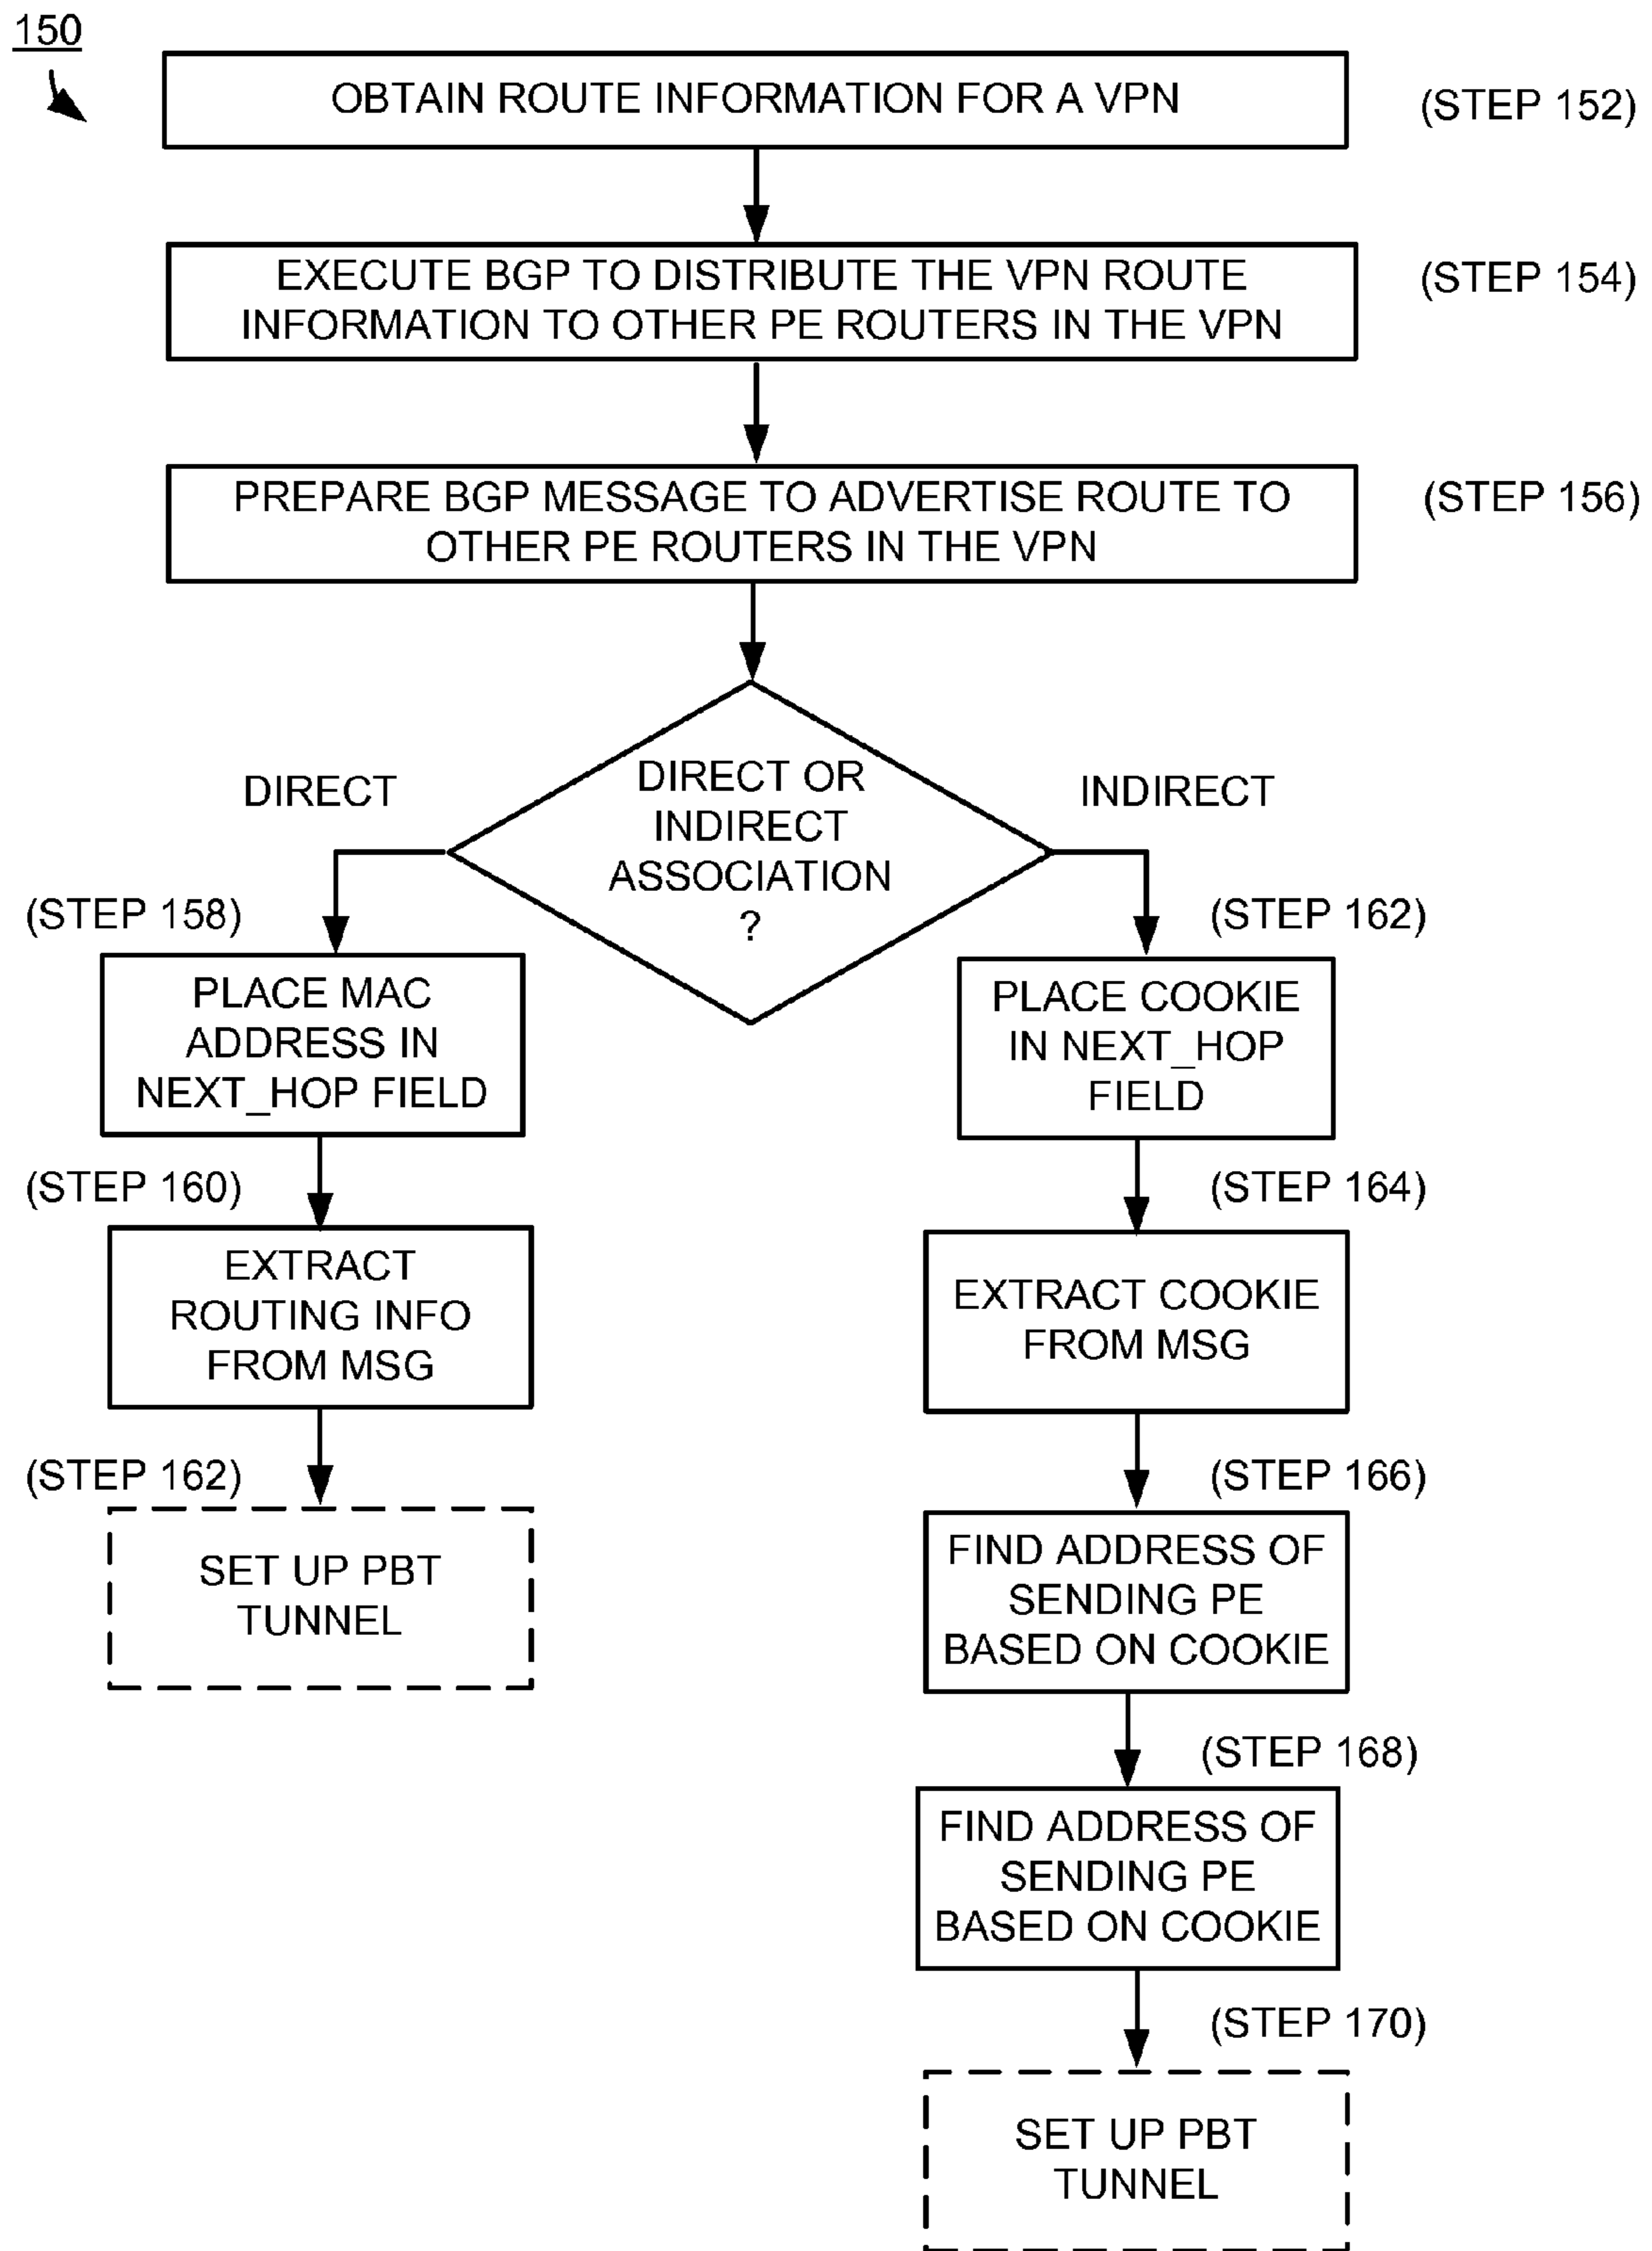 150
OBTAIN ROUTE INFORMATION FOR A VPN
(STEP 152)
EXECUTE BGP TO DISTRIBUTE THE VPN ROUTE
INFORMATION TO OTHER PE ROUTERS IN THE VPN
(STEP 154)
PREPARE BGP MESSAGE TO ADVERTISE ROUTE TO
OTHER PE ROUTERS IN THE VPN
(STEP 156)
DIRECT OR
INDIRECT
ASSOCIATION
?
DIRECT
(STEP 158)
PLACE MAC
ADDRESS IN
NEXT_HOP FIELD
(STEP 160)
EXTRACT
ROUTING INFO
FROM MSG
(STEP 162)
SET UP PBT
TUNNEL
INDIRECT
(STEP 162)
PLACE COOKIE
IN NEXT_HOP
FIELD
(STEP 164)
EXTRACT COOKIE
FROM MSG
(STEP 166)
FIND ADDRESS OF
SENDING PE
BASED ON COOKIE
(STEP 168)
FIND ADDRESS OF
SENDING PE
BASED ON COOKIE
(STEP 170)
SET UP PBT
TUNNEL